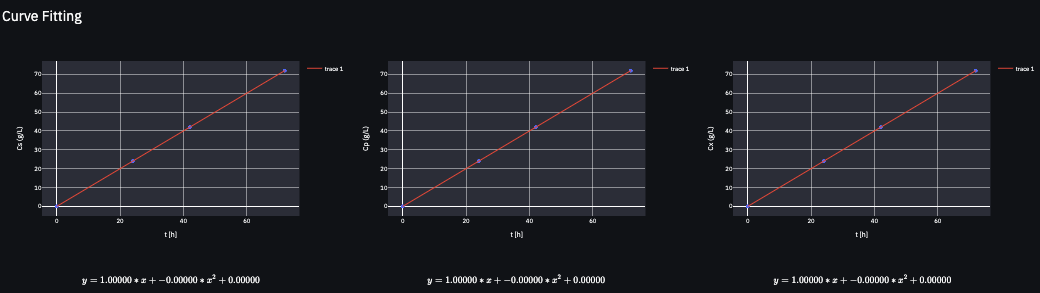 Curve Fitting
70
60
50
40
30
20
10
0
Cs (g/L)
0 20 40 60
t [h]
trace 1
70
60
50
40
30
20
10
0
Cp (g/L)
0 20 40 60
t [h]
trace 1
70
60
50
40
30
20
10
0
Cx (g/L)
0 20 40 60
t [h]
trace 1
y = 1.00000 * x + −0.00000 * x² + 0.00000
y = 1.00000 * x + −0.00000 * x² + 0.00000
y = 1.00000 * x + −0.00000 * x² + 0.00000